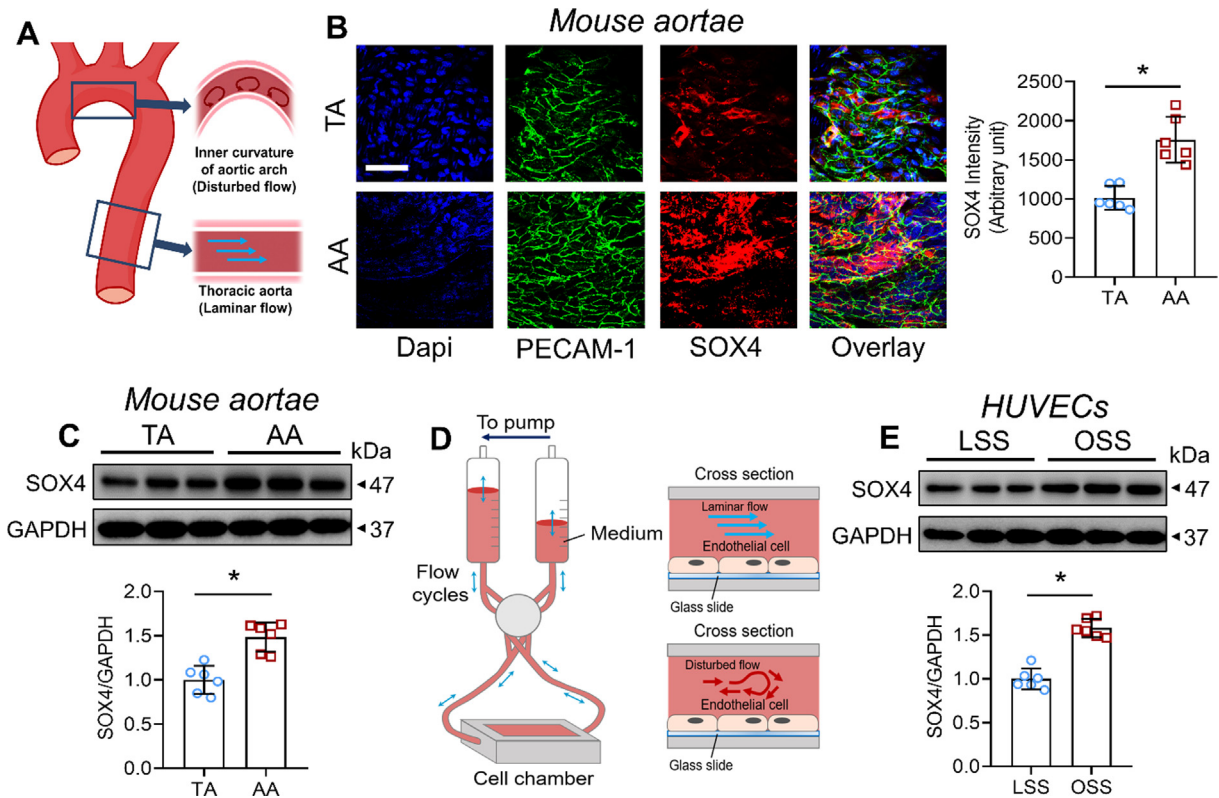 A
Inner curvature
of aortic arch
(Disturbed flow)
Thoracic aorta
(Laminar flow)
B
Mouse aortae
TA
AA
Dapi
PECAM-1
SOX4
Overlay
SOX4 Intensity
(Arbitrary unit)
2500
2000
1500
1000
500
0
*
TA
AA
C
Mouse aortae
TA
AA
kDa
SOX4
47
GAPDH
37
SOX4/GAPDH
2.0
1.5
1.0
0.5
0.0
*
TA
AA
D
To pump
Medium
Flow
cycles
Cell chamber
Cross section
Laminar flow
Endothelial cell
Glass slide
Cross section
Disturbed flow
Endothelial cell
Glass slide
E
HUVECs
LSS
OSS
kDa
SOX4
47
GAPDH
37
SOX4/GAPDH
2.0
1.5
1.0
0.5
0.0
*
LSS
OSS